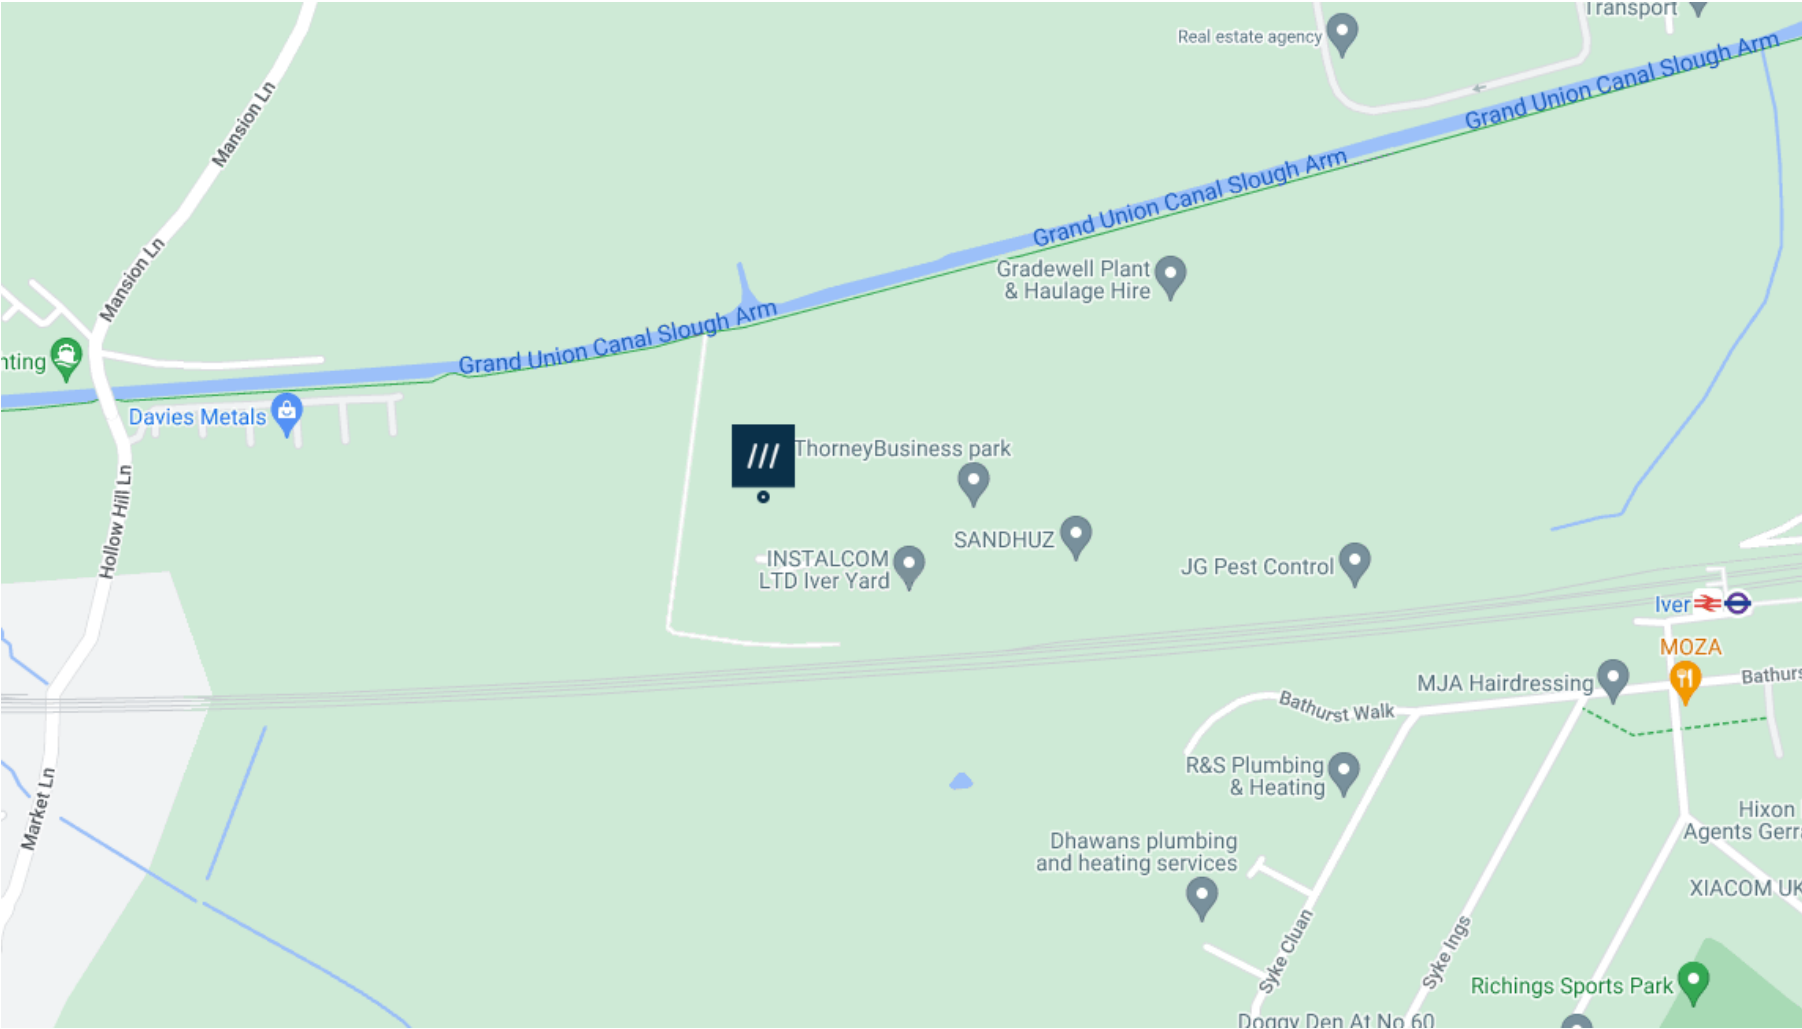 Transport
Real estate agency
Grand Union Canal Slough Arm
Mansion Ln
Grand Union Canal Slough Arm
Mansion Ln
Gradewell Plant
& Haulage Hire
Grand Union Canal Slough Arm
nting
Davies Metals
ThorneyBusiness park
Hollow Hill Ln
SANDHUZ
INSTALCOM
LTD Iver Yard
JG Pest Control
Iver
MOZA
MJA Hairdressing
Bathurs
Bathurst Walk
R&S Plumbing
& Heating
Market Ln
Hixon
Agents Gerra
Dhawans plumbing
and heating services
XIACOM UK
Syke Cluan
Syke Ings
Richings Sports Park
Doggy Den At No 60